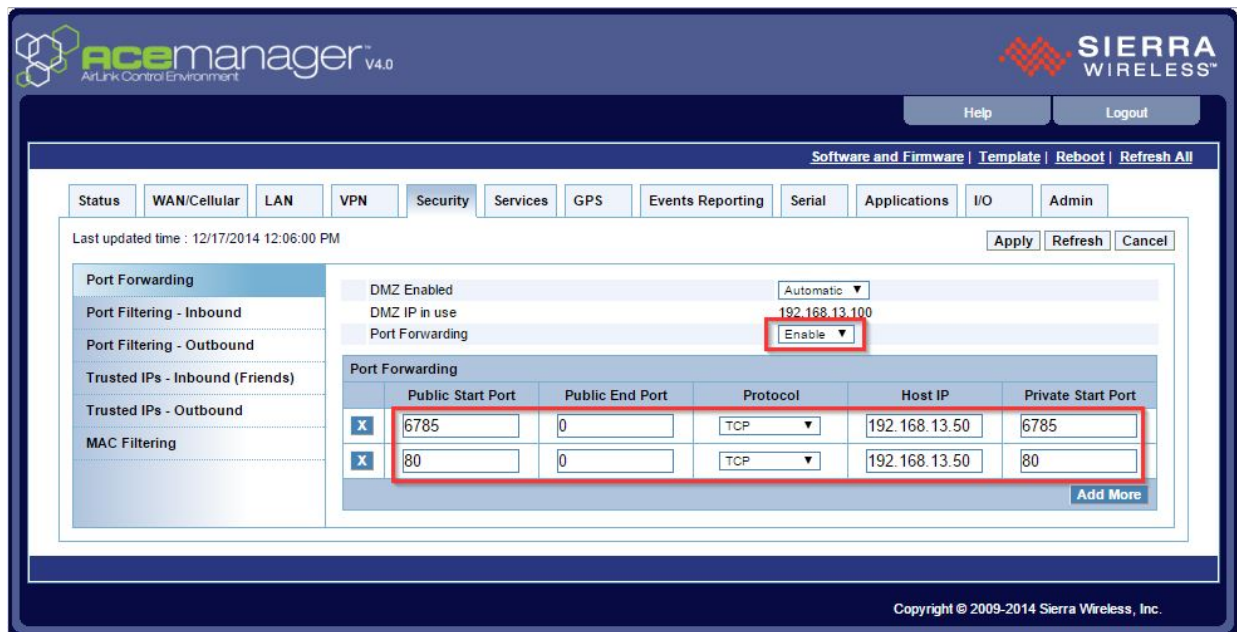 acemanager™ V4.0
AirLink Control Environment
SIERRA
WIRELESS™
Help
Logout
Software and Firmware | Template | Reboot | Refresh All
Status
WAN/Cellular
LAN
VPN
Security
Services
GPS
Events Reporting
Serial
Applications
I/O
Admin
Last updated time : 12/17/2014 12:06:00 PM
Apply
Refresh
Cancel
Port Forwarding
Port Filtering - Inbound
Port Filtering - Outbound
Trusted IPs - Inbound (Friends)
Trusted IPs - Outbound
MAC Filtering
DMZ Enabled Automatic ▼
DMZ IP in use 192.168.13.100
Port Forwarding Enable ▼
Port Forwarding
Public Start Port Public End Port Protocol Host IP Private Start Port
X 6785 0 TCP ▼ 192.168.13.50 6785
X 80 0 TCP ▼ 192.168.13.50 80
Add More
Copyright © 2009-2014 Sierra Wireless, Inc.